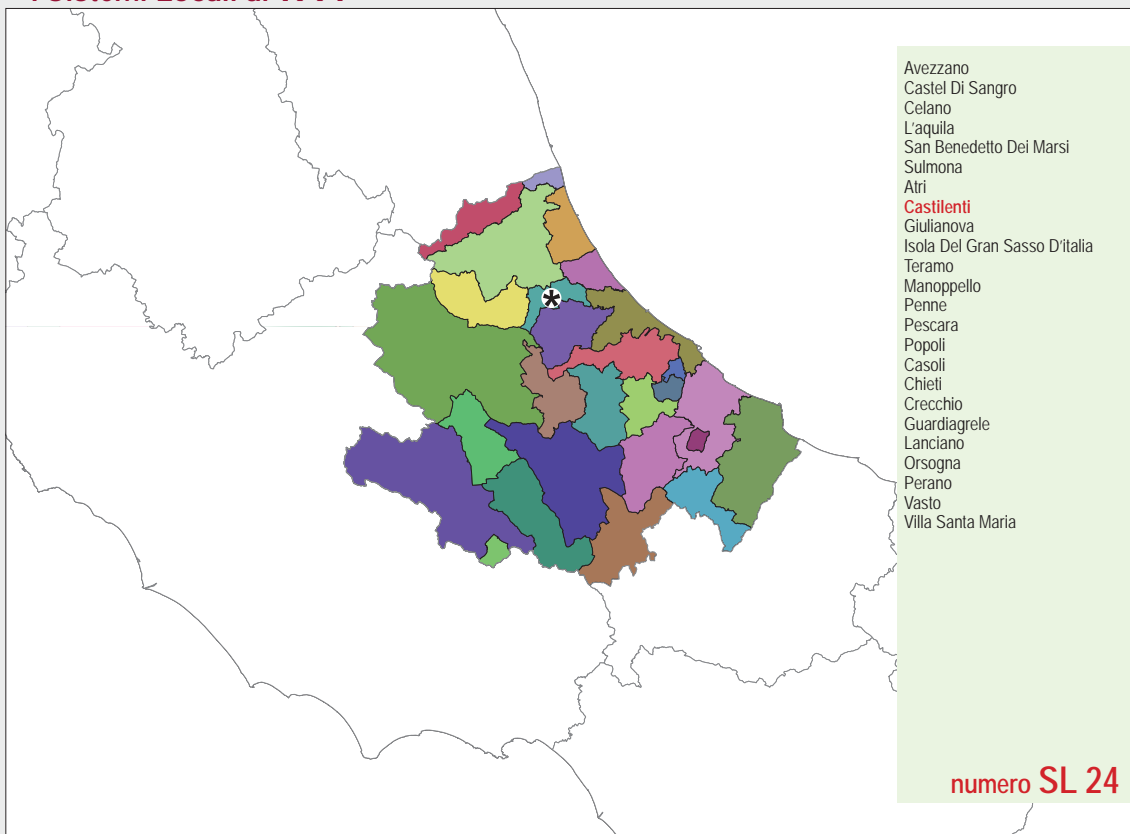 Avezzano
Castel Di Sangro
Celano
L'aquila
San Benedetto Dei Marsi
Sulmona
Atri
Castilenti
Giulianova
Isola Del Gran Sasso D'italia
Teramo
Manoppello
Penne
Pescara
Popoli
Casoli
Chieti
Crecchio
Guardiagrele
Lanciano
Orsogna
Perano
Vasto
Villa Santa Maria
numero SL 24